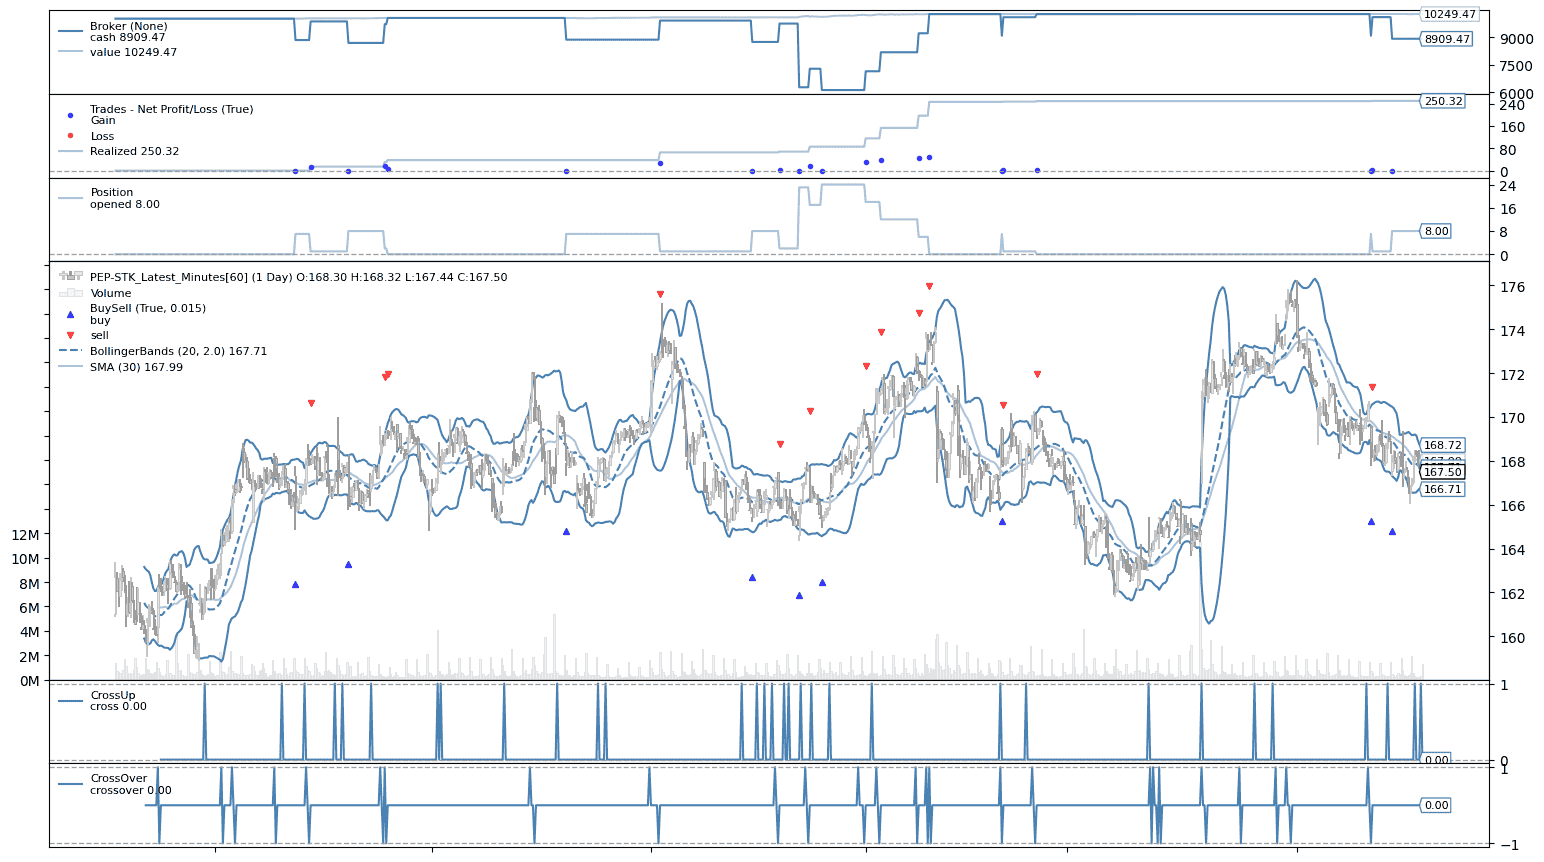 Broker (None)
cash 8909.47
value 10249.47
10249.47
9000
8909.47
7500
6000
Trades - Net Profit/Loss (True)
Gain
Loss
Realized 250.32
250.32
240
160
80
0
Position
opened 8.00
24
16
8
8.00
0
PEP-STK_Latest_Minutes[60] (1 Day) O:168.30 H:168.32 L:167.44 C:167.50
Volume
BuySell (True, 0.015)
buy
sell
BollingerBands (20, 2.0) 167.71
SMA (30) 167.99
176
174
172
170
168
166
164
162
160
168.72
167.50
166.71
12M
10M
8M
6M
4M
2M
0M
CrossUp
cross 0.00
1
0
0.00
CrossOver
crossover 0.00
1
0.00
−1